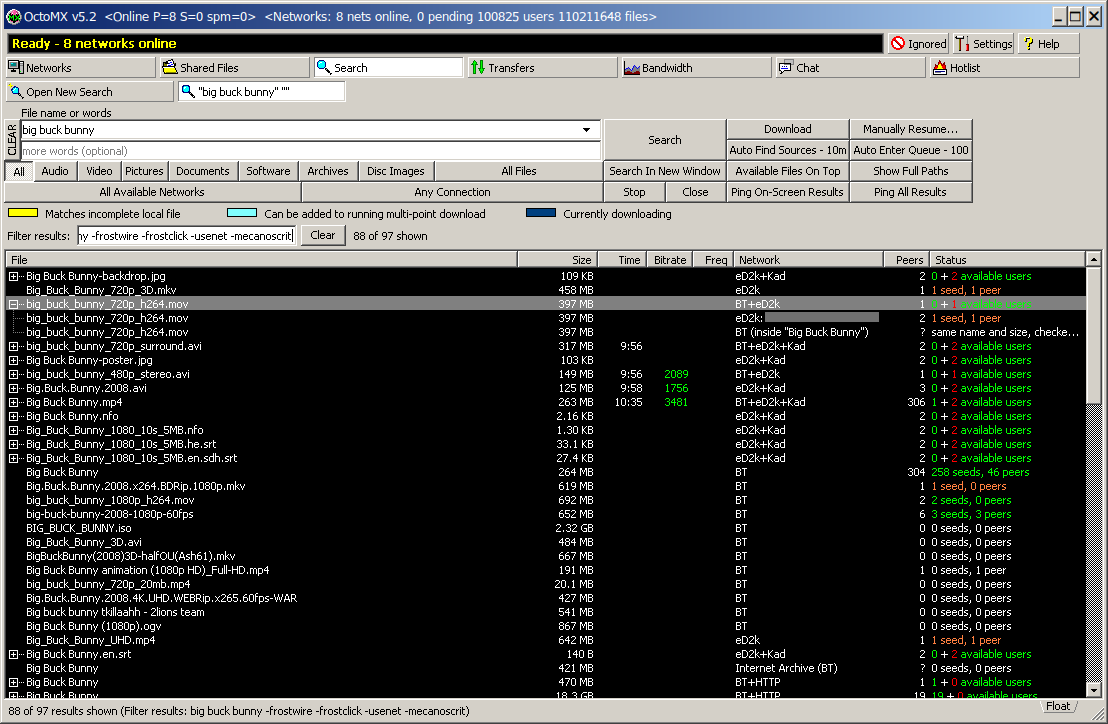 OctoMX v5.2 <Online P=8 S=0 spm=0> <Networks: 8 nets online, 0 pending 100825 users 110211648 files>
Ready - 8 networks online
Ignored Settings ? Help
Networks Shared Files Search Transfers Bandwidth Chat Hotlist
Open New Search "big buck bunny" ""
File name or words
CLEAR
big buck bunny
more words (optional)
Search Download Manually Resume...
Auto Find Sources - 10m Auto Enter Queue - 100
All Audio Video Pictures Documents Software Archives Disc Images All Files Search In New Window Available Files On Top Show Full Paths
All Available Networks Any Connection Stop Close Ping On-Screen Results Ping All Results
Matches incomplete local file Can be added to running multi-point download Currently downloading
Filter results: ny -frostwire -frostclick -usenet -mecanoscrit Clear 88 of 97 shown
File Size Time Bitrate Freq Network Peers Status
Big Buck Bunny-backdrop.jpg 109 KB eD2k+Kad 2 0 + 2 available users
Big_Buck_Bunny_720p_3D.mkv 458 MB eD2k 1 1 seed, 1 peer
big_buck_bunny_720p_h264.mov 397 MB BT+eD2k 1 0 + 1 available users
big_buck_bunny_720p_h264.mov 397 MB eD2k: 2 1 seed, 1 peer
big_buck_bunny_720p_h264.mov 397 MB BT (inside "Big Buck Bunny") ? same name and size, checke...
big_buck_bunny_720p_surround.avi 317 MB 9:56 BT+eD2k+Kad 2 0 + 2 available users
Big Buck Bunny-poster.jpg 103 KB eD2k+Kad 2 0 + 2 available users
big_buck_bunny_480p_stereo.avi 149 MB 9:56 2089 BT+eD2k 1 0 + 1 available users
Big.Buck.Bunny.2008.avi 125 MB 9:58 1756 eD2k+Kad 3 0 + 2 available users
Big Buck Bunny.mp4 263 MB 10:35 3481 BT+eD2k+Kad 306 1 + 2 available users
Big Buck Bunny.nfo 2.16 KB eD2k+Kad 2 0 + 2 available users
Big_Buck_Bunny_1080_10s_5MB.nfo 1.30 KB eD2k+Kad 2 0 + 2 available users
Big_Buck_Bunny_1080_10s_5MB.he.srt 33.1 KB eD2k+Kad 2 0 + 2 available users
Big_Buck_Bunny_1080_10s_5MB.en.sdh.srt 27.4 KB eD2k+Kad 2 0 + 2 available users
Big Buck Bunny 264 MB BT 304 258 seeds, 46 peers
Big.Buck.Bunny.2008.x264.BDRip.1080p.mkv 619 MB BT 1 1 seed, 0 peers
big_buck_bunny_1080p_h264.mov 692 MB BT 2 2 seeds, 0 peers
big-buck-bunny-2008-1080p-60fps 652 MB BT 6 3 seeds, 3 peers
BIG_BUCK_BUNNY.iso 2.32 GB BT 0 0 seeds, 0 peers
Big_Buck_Bunny_3D.avi 484 MB BT 0 0 seeds, 0 peers
BigBuckBunny(2008)3D-halfOU(Ash61).mkv 667 MB BT 0 0 seeds, 0 peers
Big Buck Bunny animation (1080p HD)_Full-HD.mp4 191 MB BT 1 0 seeds, 1 peer
big_buck_bunny_720p_20mb.mp4 20.1 MB BT 0 0 seeds, 0 peers
Big.Buck.Bunny.2008.4K.UHD.WEBRip.x265.60fps-WAR 427 MB BT 0 0 seeds, 0 peers
Big buck bunny tkillaahh - 2lions team 541 MB BT 0 0 seeds, 0 peers
Big Buck Bunny (1080p).ogv 867 MB BT 0 0 seeds, 0 peers
Big_Buck_Bunny_UHD.mp4 642 MB eD2k 1 1 seed, 1 peer
Big_Buck_Bunny.en.srt 140 B eD2k+Kad 2 0 + 2 available users
Big Buck Bunny 421 MB Internet Archive (BT) ? 0 seeds, 0 peers
Big Buck Bunny 470 MB BT+HTTP 1 1 + 0 available users
Big Buck Bunny 18.3 GB BT+HTTP 19 19 + 0 available users
88 of 97 results shown (Filter results: big buck bunny -frostwire -frostclick -usenet -mecanoscrit) Float